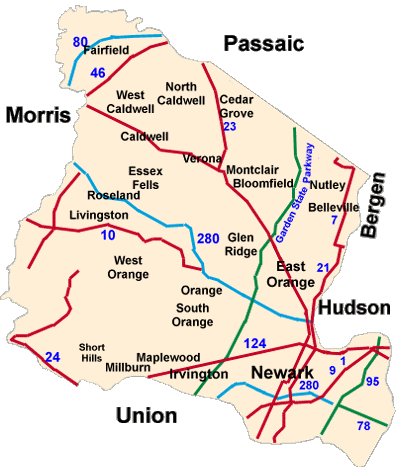 Passaic
80
Fairfield
46
North
Caldwell
West
Caldwell
Cedar
Grove
Morris
23
Caldwell
Verona
Garden State Parkway
Essex
Fells
Montclair
Bloomfield
Nutley
Roseland
Belleville
Bergen
Livingston
7
10
280
Glen
Ridge
West
Orange
East
Orange
21
Orange
South
Orange
Hudson
124
Short
Hills
Maplewood
Millburn
Irvington
24
Newark
1
9
280
95
Union
78